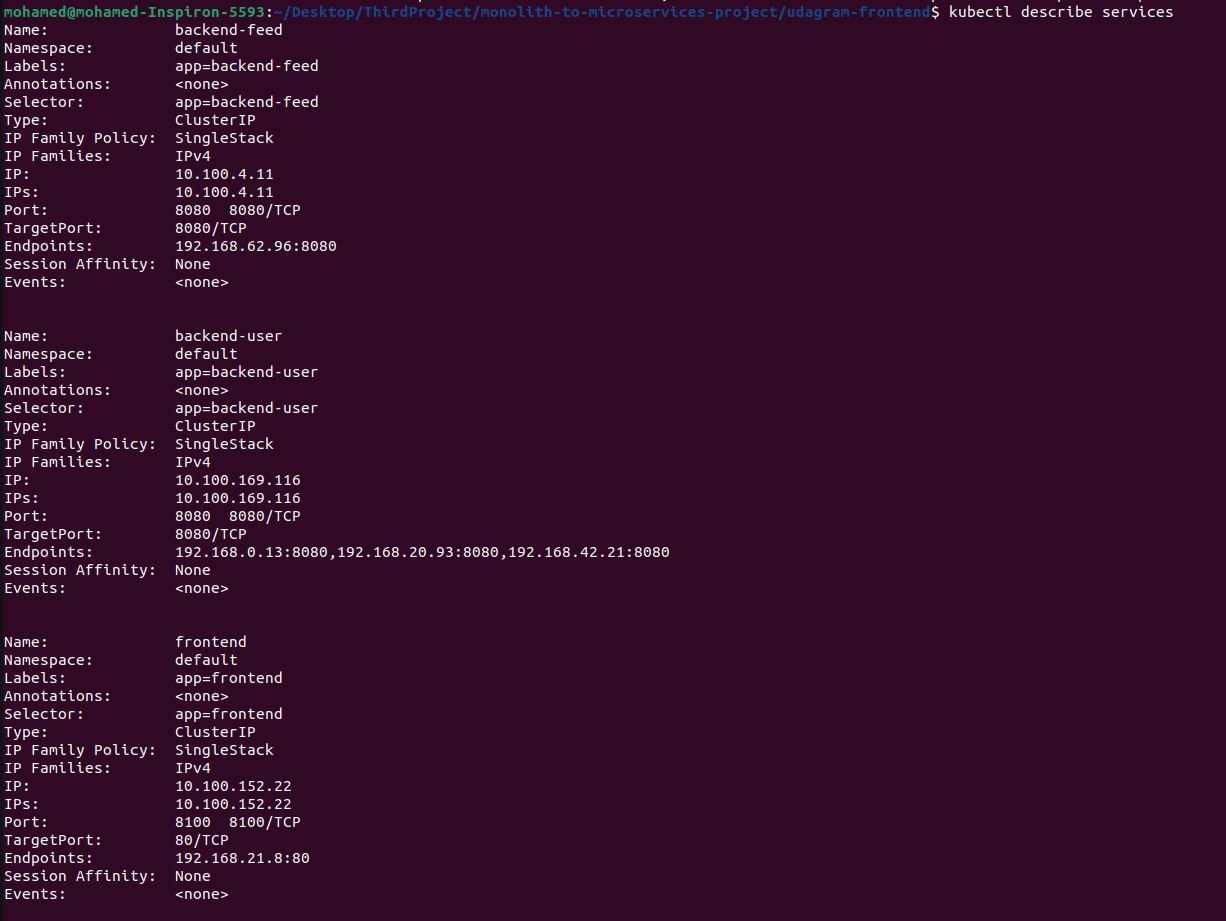 mohamed@mohamed-Inspiron-5593:~/Desktop/ThirdProject/monolith-to-microservices-project/udagram-frontend$ kubectl describe services
Name:              backend-feed
Namespace:         default
Labels:            app=backend-feed
Annotations:       <none>
Selector:          app=backend-feed
Type:              ClusterIP
IP Family Policy:  SingleStack
IP Families:       IPv4
IP:                10.100.4.11
IPs:               10.100.4.11
Port:              8080  8080/TCP
TargetPort:        8080/TCP
Endpoints:         192.168.62.96:8080
Session Affinity:  None
Events:            <none>
Name:              backend-user
Namespace:         default
Labels:            app=backend-user
Annotations:       <none>
Selector:          app=backend-user
Type:              ClusterIP
IP Family Policy:  SingleStack
IP Families:       IPv4
IP:                10.100.169.116
IPs:               10.100.169.116
Port:              8080  8080/TCP
TargetPort:        8080/TCP
Endpoints:         192.168.0.13:8080,192.168.20.93:8080,192.168.42.21:8080
Session Affinity:  None
Events:            <none>
Name:              frontend
Namespace:         default
Labels:            app=frontend
Annotations:       <none>
Selector:          app=frontend
Type:              ClusterIP
IP Family Policy:  SingleStack
IP Families:       IPv4
IP:                10.100.152.22
IPs:               10.100.152.22
Port:              8100  8100/TCP
TargetPort:        80/TCP
Endpoints:         192.168.21.8:80
Session Affinity:  None
Events:            <none>